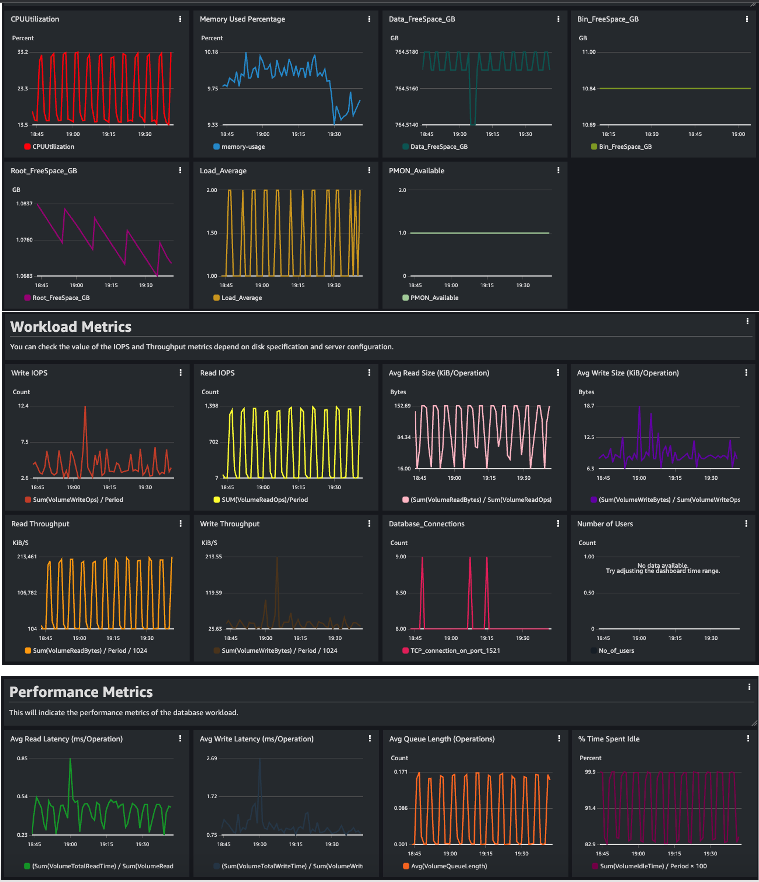 CPUUtilization
Percent
33.2
23.3
13.5
18:45 19:00 19:15 19:30
CPUUtilization
Memory Used Percentage
Percent
10.18
9.75
9.33
18:45 19:00 19:15 19:30
memory-usage
Data_FreeSpace_GB
GB
764.5180
764.5160
764.5140
18:45 19:00 19:15 19:30
Data_FreeSpace_GB
Bin_FreeSpace_GB
GB
11.00
10.84
10.69
18:15 18:30 18:45 19:00
Bin_FreeSpace_GB
Root_FreeSpace_GB
GB
1.0837
1.0760
1.0683
18:45 19:00 19:15 19:30
Root_FreeSpace_GB
Load_Average
2.00
1.50
1.00
18:45 19:00 19:15 19:30
Load_Average
PMON_Available
2.0
1.0
0
18:45 19:00 19:15 19:30
PMON_Available
Workload Metrics
You can check the value of the IOPS and Throughput metrics depend on disk specification and server configuration.
Write IOPS
Count
12.4
7.5
2.6
18:45 19:00 19:15 19:30
Sum(VolumeWriteOps) / Period
Read IOPS
Count
1,398
702
7
18:45 19:00 19:15 19:30
SUM(VolumeReadOps)/Period
Avg Read Size (KiB/Operation)
Bytes
152.69
84.34
16.00
18:45 19:00 19:15 19:30
(Sum(VolumeReadBytes) / Sum(VolumeReadOps)
Avg Write Size (KiB/Operation)
Bytes
18.7
12.5
6.3
18:45 19:00 19:15 19:30
(Sum(VolumeWriteBytes) / Sum(VolumeWriteOps
Read Throughput
KiB/S
213,461
106,782
104
18:45 19:00 19:15 19:30
Sum(VolumeReadBytes) / Period / 1024
Write Throughput
KiB/S
213.55
119.59
25.63
18:45 19:00 19:15 19:30
Sum(VolumeWriteBytes) / Period / 1024
Database_Connections
Count
9.00
8.50
8.00
18:45 19:00 19:15 19:30
TCP_connection_on_port_1521
Number of Users
Count
1.00
No data available.
Try adjusting the dashboard time range.
0.50
0
18:45 19:00 19:15 19:30
No_of_users
Performance Metrics
This will indicate the performance metrics of the database workload.
Avg Read Latency (ms/Operation)
0.85
0.54
0.23
18:45 19:00 19:15 19:30
(Sum(VolumeTotalReadTime) / Sum(VolumeRead
Avg Write Latency (ms/Operation)
2.69
1.72
0.75
18:45 19:00 19:15 19:30
(Sum(VolumeTotalWriteTime) / Sum(VolumeWrit
Avg Queue Length (Operations)
Count
0.171
0.086
0.001
18:45 19:00 19:15 19:30
Avg(VolumeQueueLength)
% Time Spent Idle
Percent
99.9
91.4
82.9
18:45 19:00 19:15 19:30
Sum(VolumeIdleTime) / Period × 100